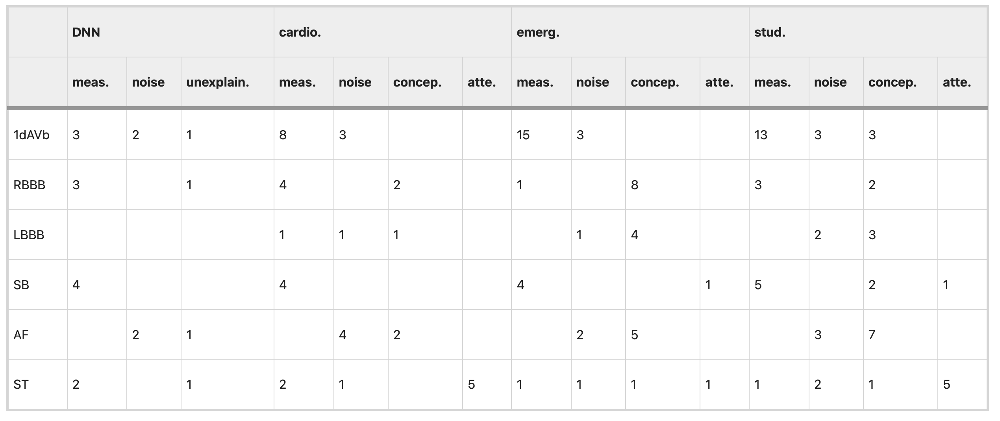 DNN cardio. emerg. stud.
meas. noise unexplain. meas. noise concep. atte. meas. noise concep. atte. meas. noise concep. atte.
1dAVb 3 2 1 8 3 15 3 13 3 3
RBBB 3 1 4 2 1 8 3 2
LBBB 1 1 1 1 4 2 3
SB 4 4 4 1 5 2 1
AF 2 1 4 2 2 5 3 7
ST 2 1 2 1 5 1 1 1 1 1 2 1 5